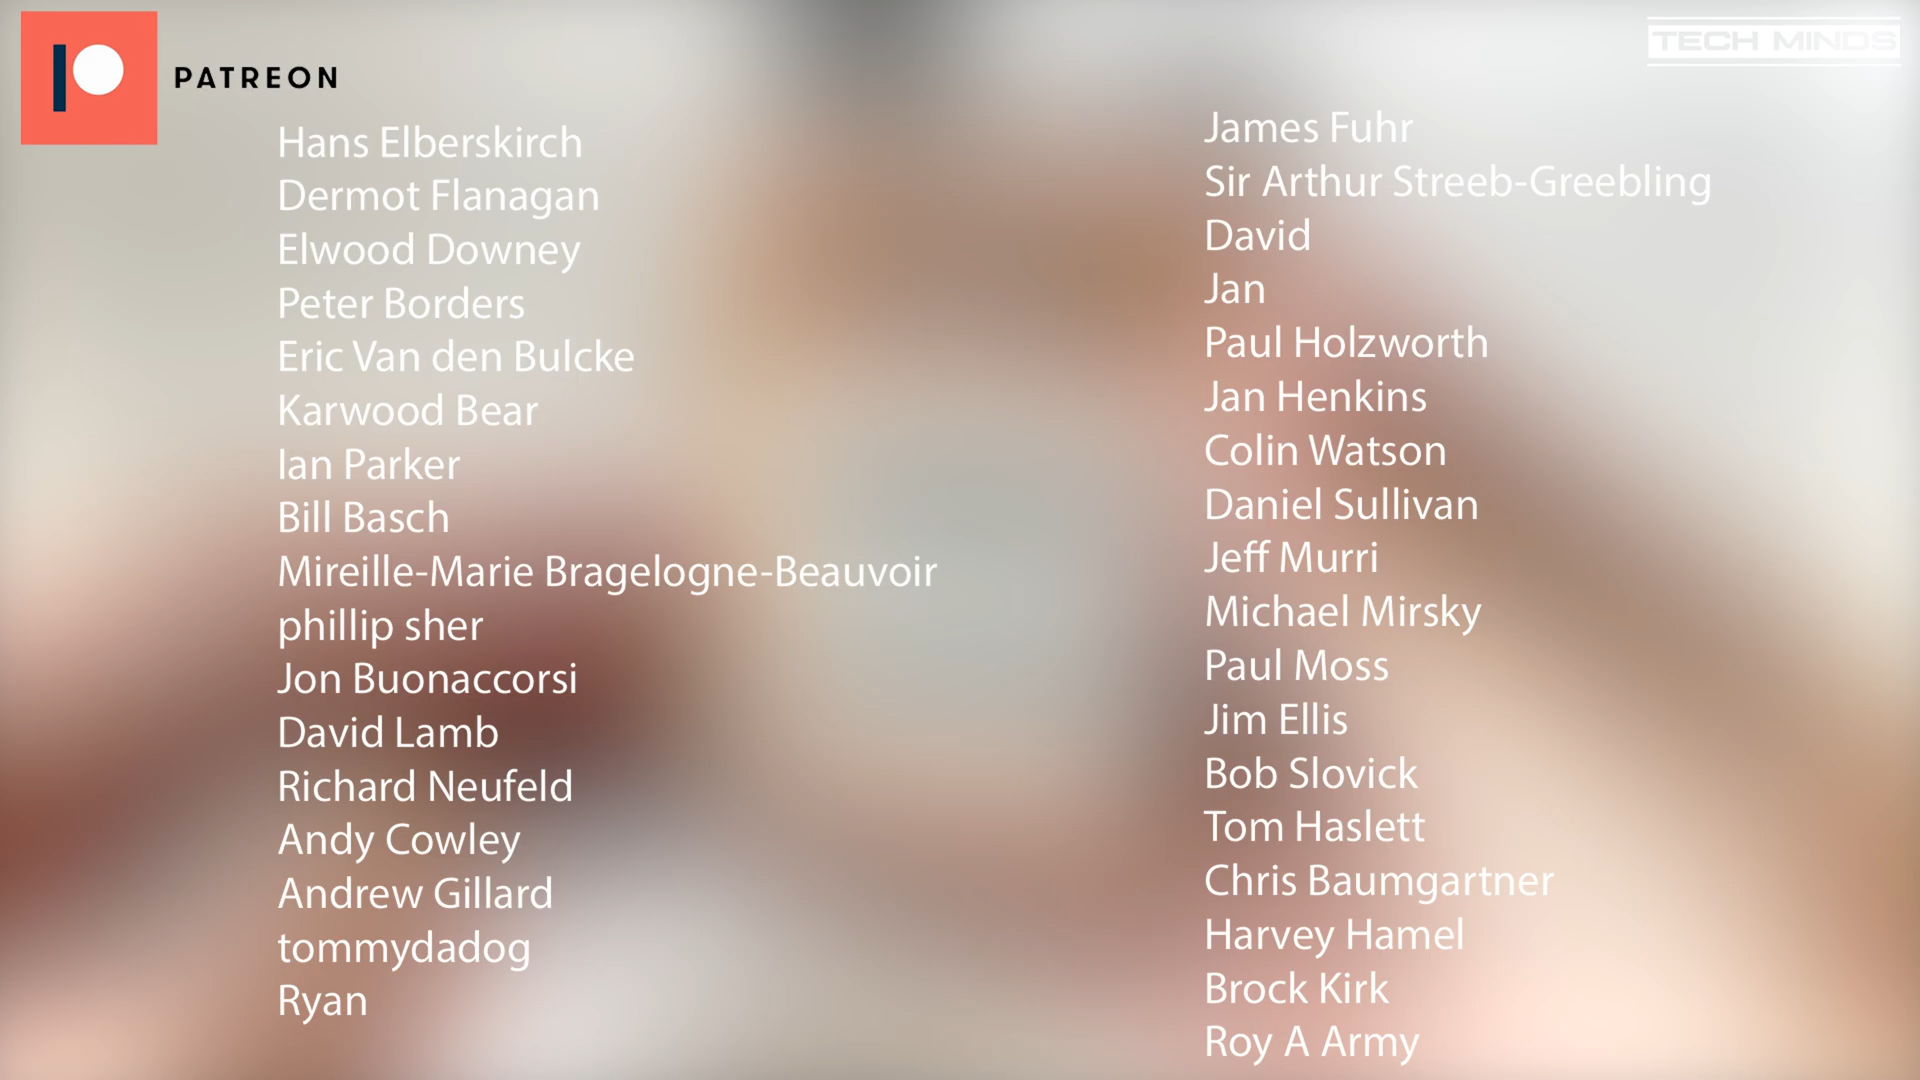 PATREON
TECH MINDS
Hans Elberskirch
Dermot Flanagan
Elwood Downey
Peter Borders
Eric Van den Bulcke
Karwood Bear
Ian Parker
Bill Basch
Mireille-Marie Bragelogne-Beauvoir
phillip sher
Jon Buonaccorsi
David Lamb
Richard Neufeld
Andy Cowley
Andrew Gillard
tommydadog
Ryan
James Fuhr
Sir Arthur Streeb-Greebling
David
Jan
Paul Holzworth
Jan Henkins
Colin Watson
Daniel Sullivan
Jeff Murri
Michael Mirsky
Paul Moss
Jim Ellis
Bob Slovick
Tom Haslett
Chris Baumgartner
Harvey Hamel
Brock Kirk
Roy A Army